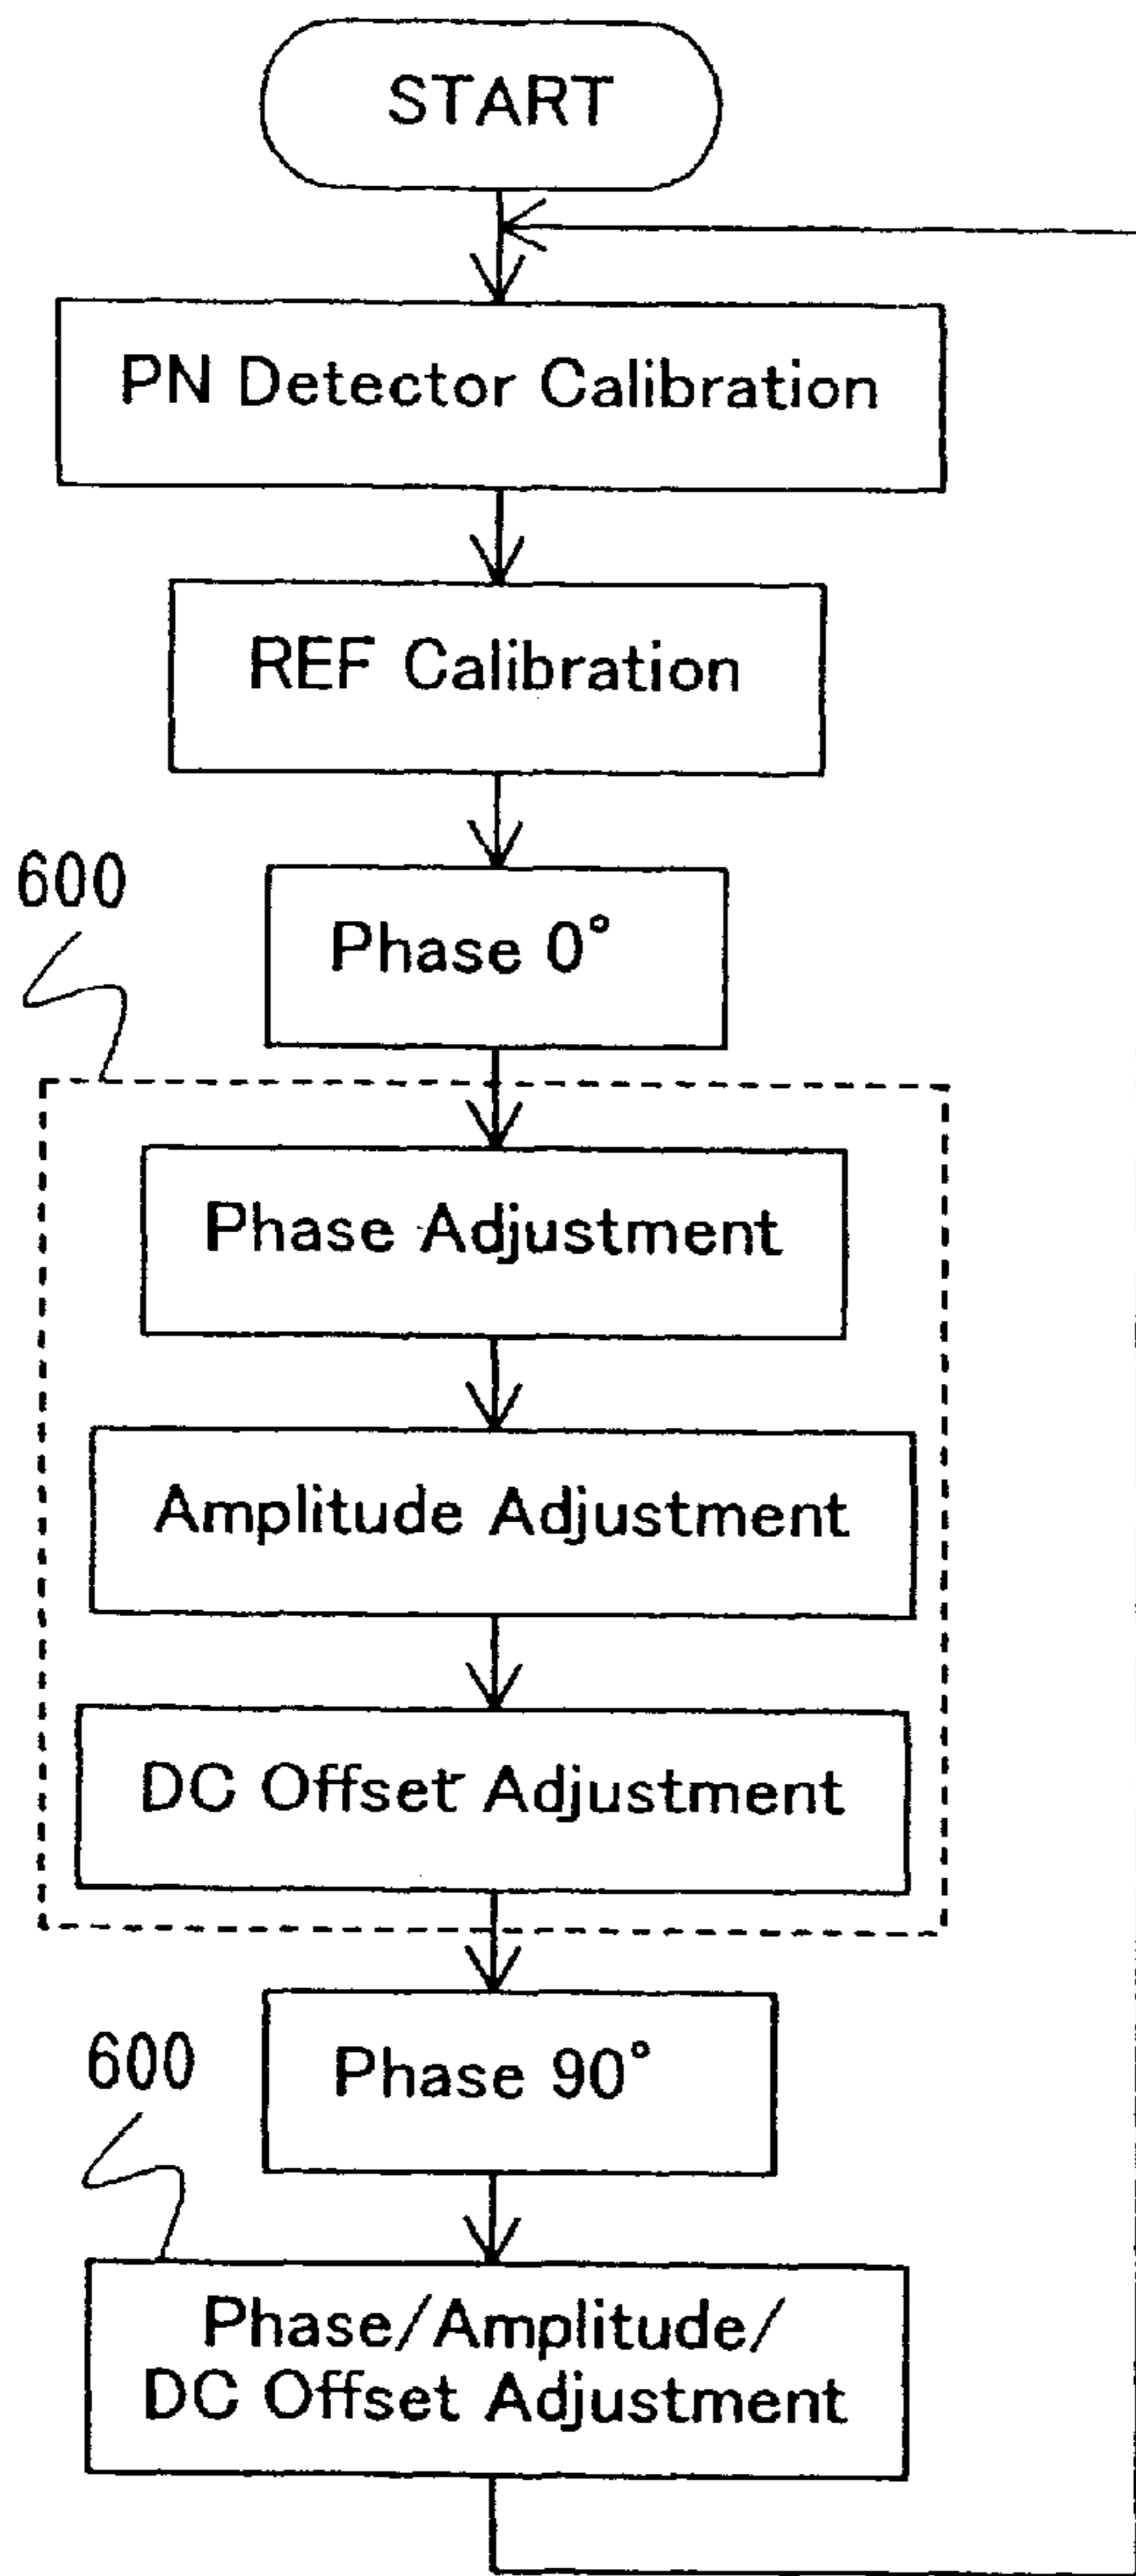 START
PN Detector Calibration
REF Calibration
600
Phase 0°
Phase Adjustment
Amplitude Adjustment
DC Offset Adjustment
600
Phase 90°
Phase/Amplitude/
DC Offset Adjustment